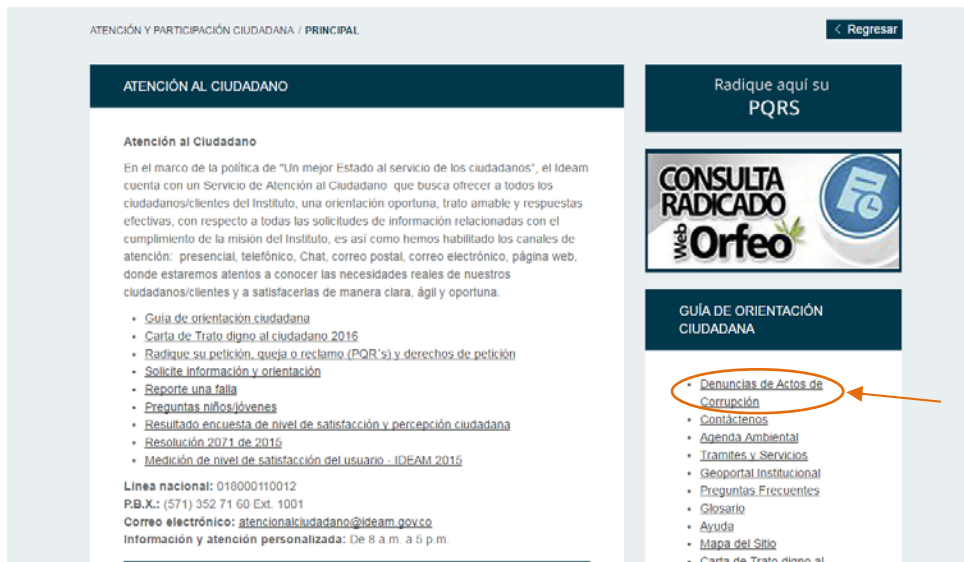 ATENCIÓN Y PARTICIPACIÓN CIUDADANA / PRINCIPAL
< Regresar
ATENCIÓN AL CIUDADANO
Atención al Ciudadano
En el marco de la política de "Un mejor Estado al servicio de los ciudadanos", el Ideam
cuenta con un Servicio de Atención al Ciudadano que busca ofrecer a todos los
ciudadanos/clientes del Instituto, una orientación oportuna, trato amable y respuestas
efectivas, con respecto a todas las solicitudes de información relacionadas con el
cumplimiento de la misión del Instituto, es así como hemos habilitado los canales de
atención: presencial, telefónico, Chat, correo postal, correo electrónico, página web,
donde estaremos atentos a conocer las necesidades reales de nuestros
ciudadanos/clientes y a satisfacerlas de manera clara, ágil y oportuna.
• Guía de orientación ciudadana
• Carta de Trato digno al ciudadano 2016
• Radique su petición, queja o reclamo (PQR´s) y derechos de petición
• Solicite información y orientación
• Reporte una falla
• Preguntas niños/jóvenes
• Resultado encuesta de nivel de satisfacción y percepción ciudadana
• Resolución 2071 de 2015
• Medición de nivel de satisfacción del usuario - IDEAM 2015
Linea nacional: 018000110012
P.B.X.: (571) 352 71 60 Ext. 1001
Correo electrónico: atencionalciudadano@ideam.gov.co
Información y atención personalizada: De 8 a.m. a 5 p.m.
Radique aquí su
PQRS
CONSULTA
RADICADO
Web Orfeo
GUÍA DE ORIENTACIÓN
CIUDADANA
• Denuncias de Actos de
Corrupción
• Contáctenos
• Agenda Ambiental
• Tramites y Servicios
• Geoportal Institucional
• Preguntas Frecuentes
• Glosario
• Ayuda
• Mapa del Sitio
• Carta de Trato digno al